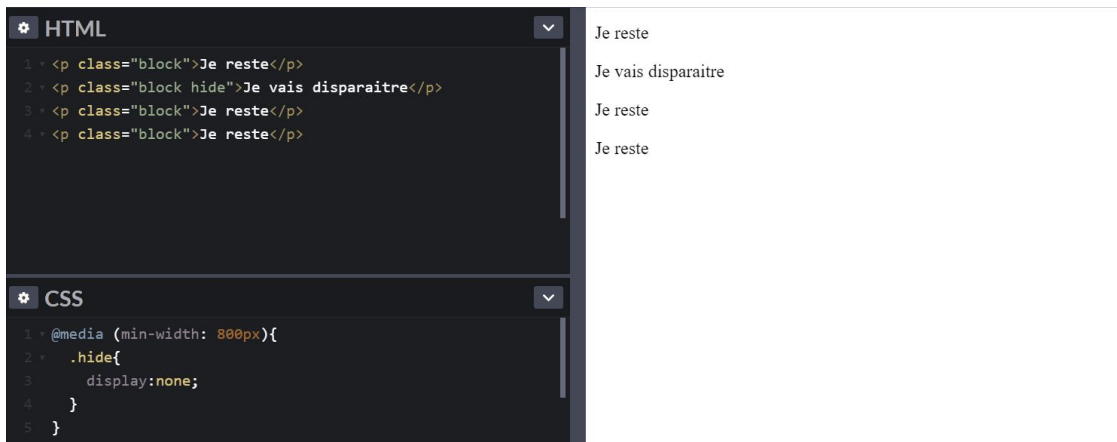 HTML
1 <p class="block">Je reste</p>
2 <p class="block hide">Je vais disparaitre</p>
3 <p class="block">Je reste</p>
4 <p class="block">Je reste</p>
CSS
1 @media (min-width: 800px){
2 .hide{
3 display:none;
4 }
5 }
Je reste
Je vais disparaitre
Je reste
Je reste